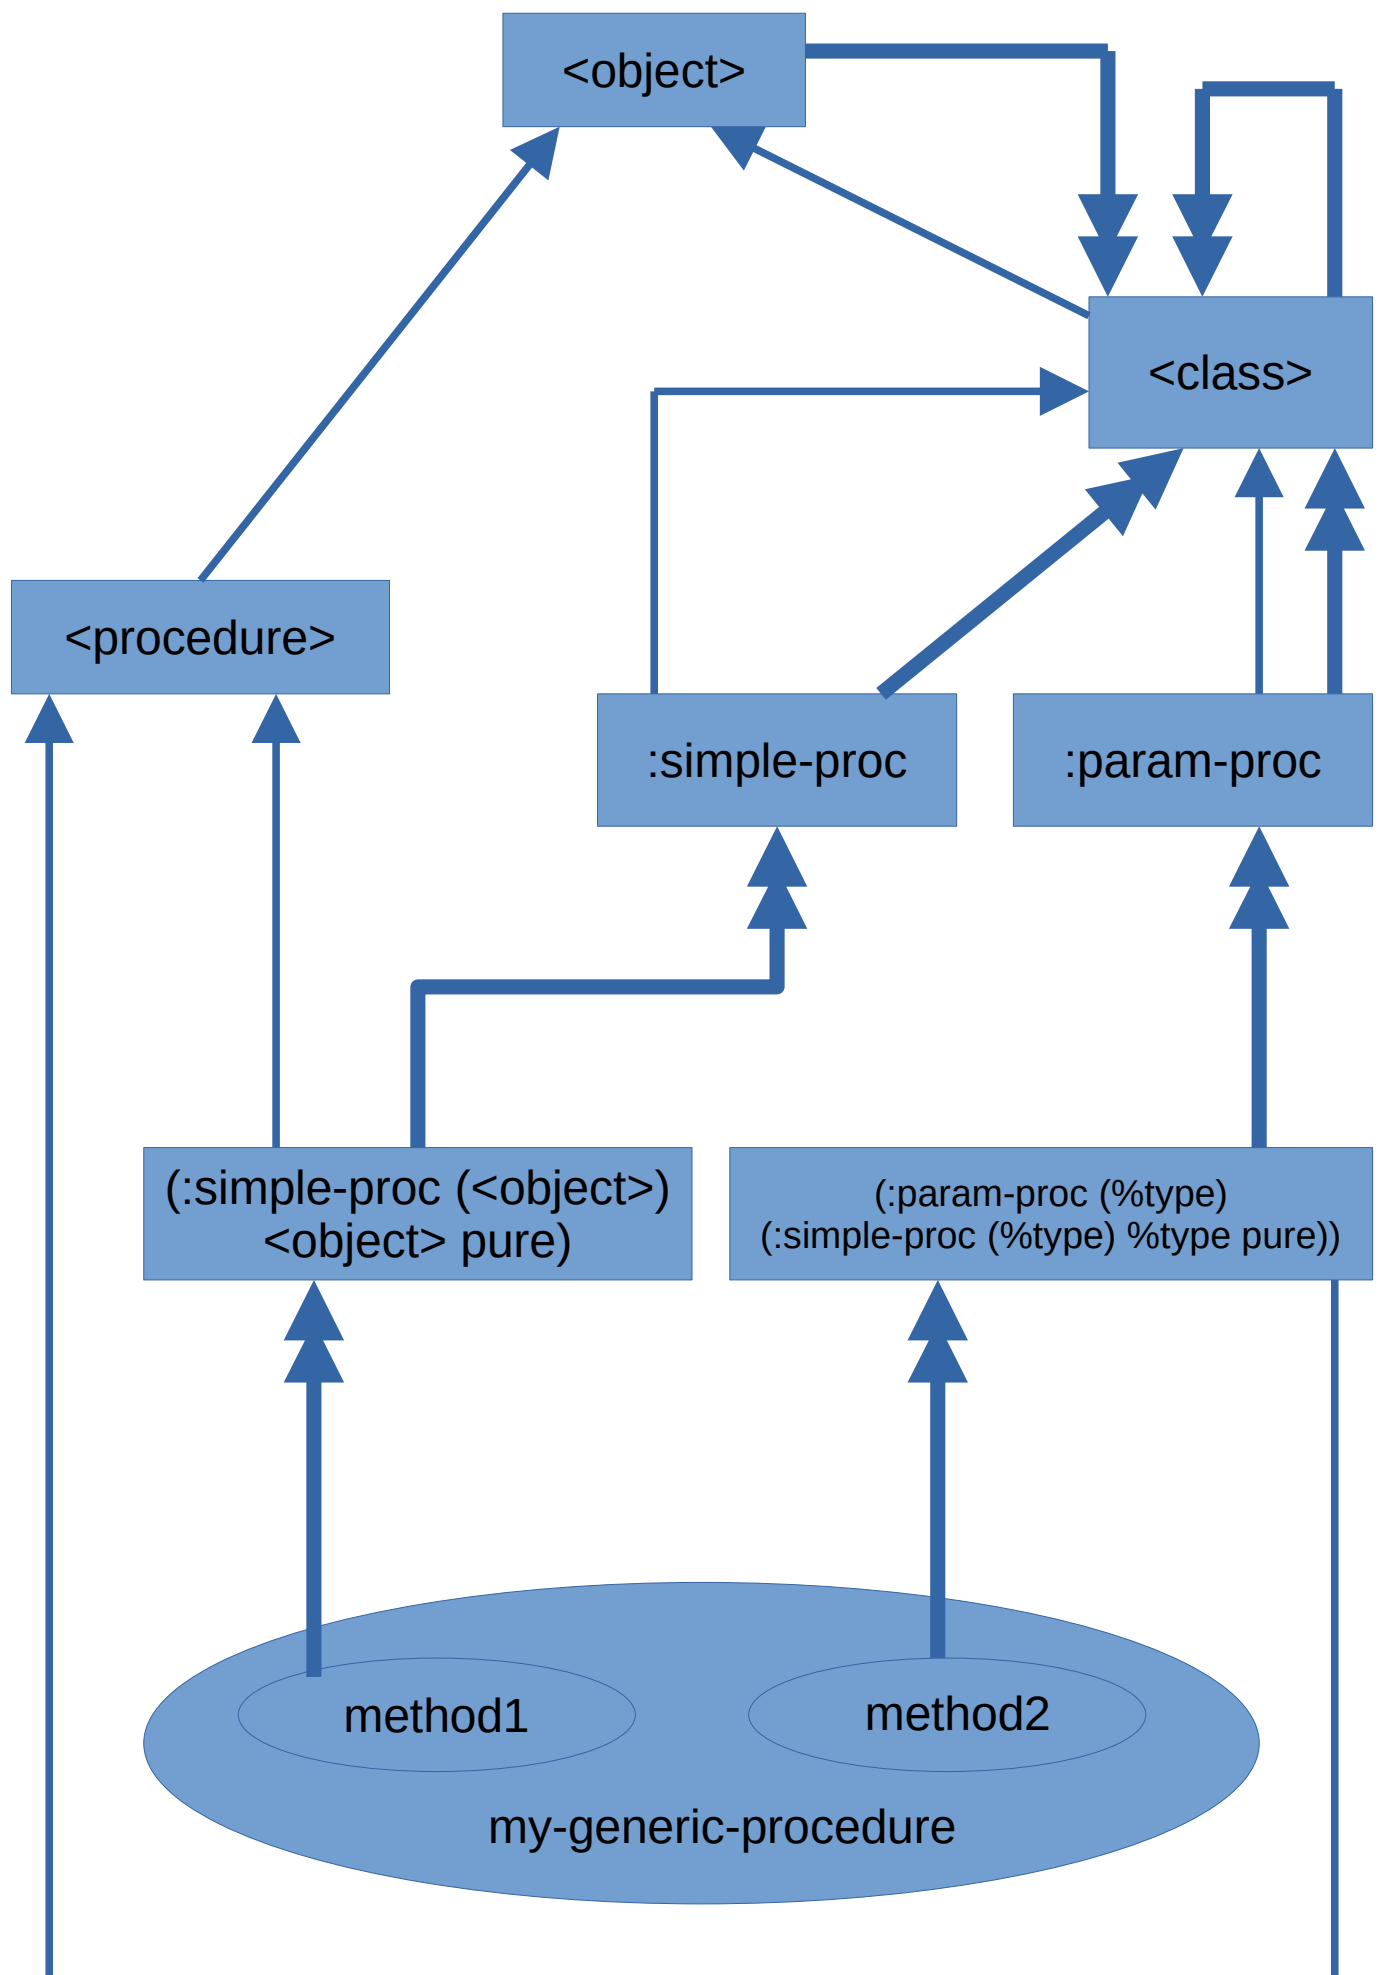 <object>
<class>
<procedure>
:simple-proc
:param-proc
(:simple-proc (<object>)
<object> pure)
(:param-proc (%type)
(:simple-proc (%type) %type pure))
method1
method2
my-generic-procedure